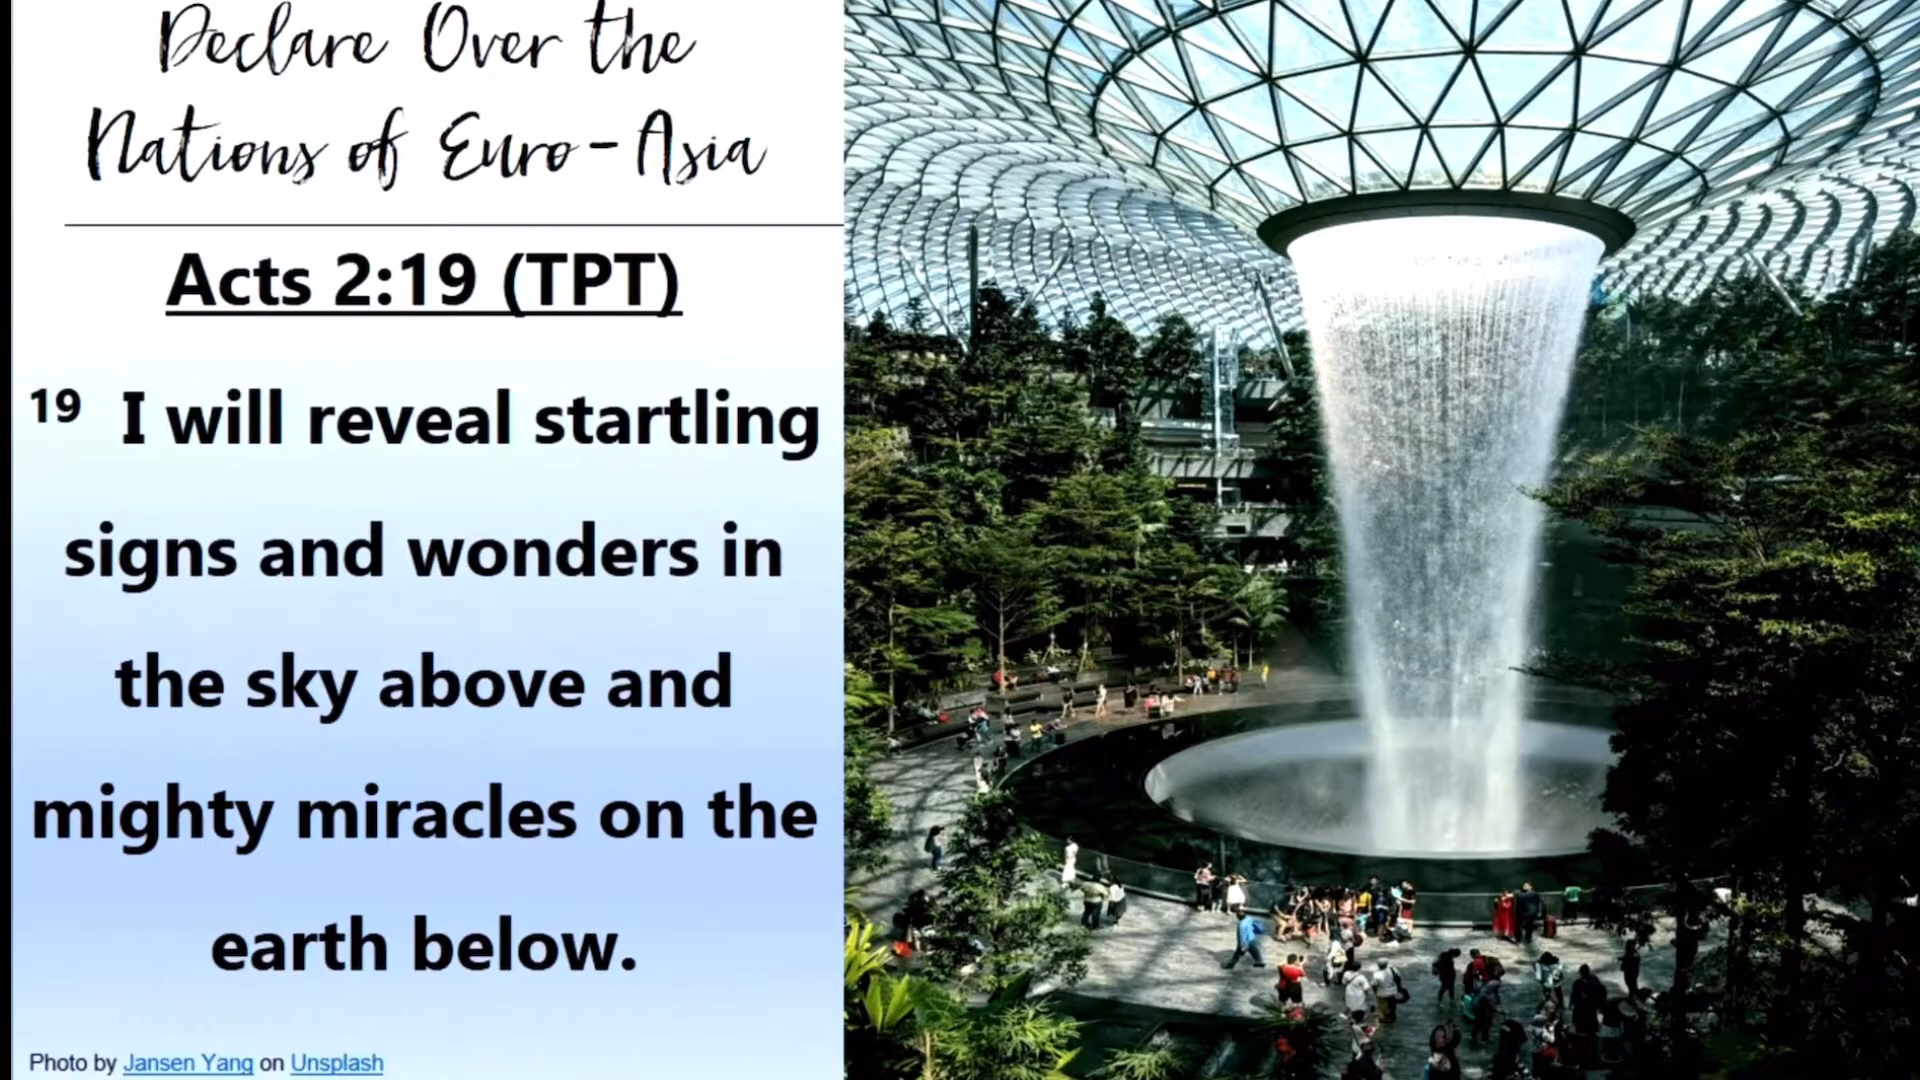 Declare Over the
Nations of Euro-Asia
Acts 2:19 (TPT)
19 I will reveal startling
signs and wonders in
the sky above and
mighty miracles on the
earth below.
Photo by Jansen Yang on Unsplash